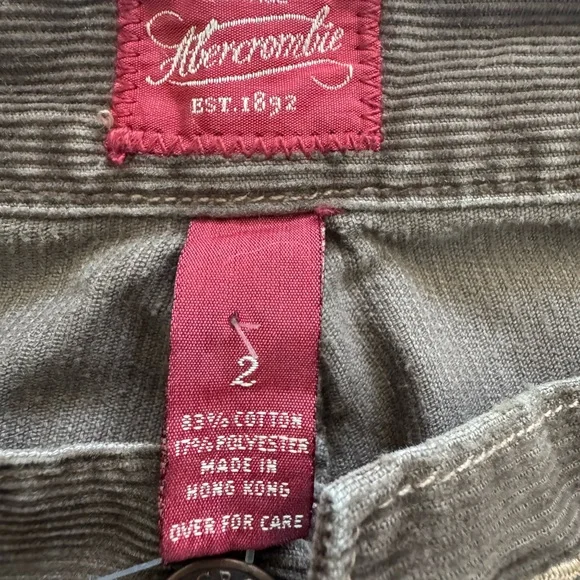 Abercrombie
EST. 1892
2
83% COTTON
17% POLYESTER
MADE IN
HONG KONG
OVER FOR CARE